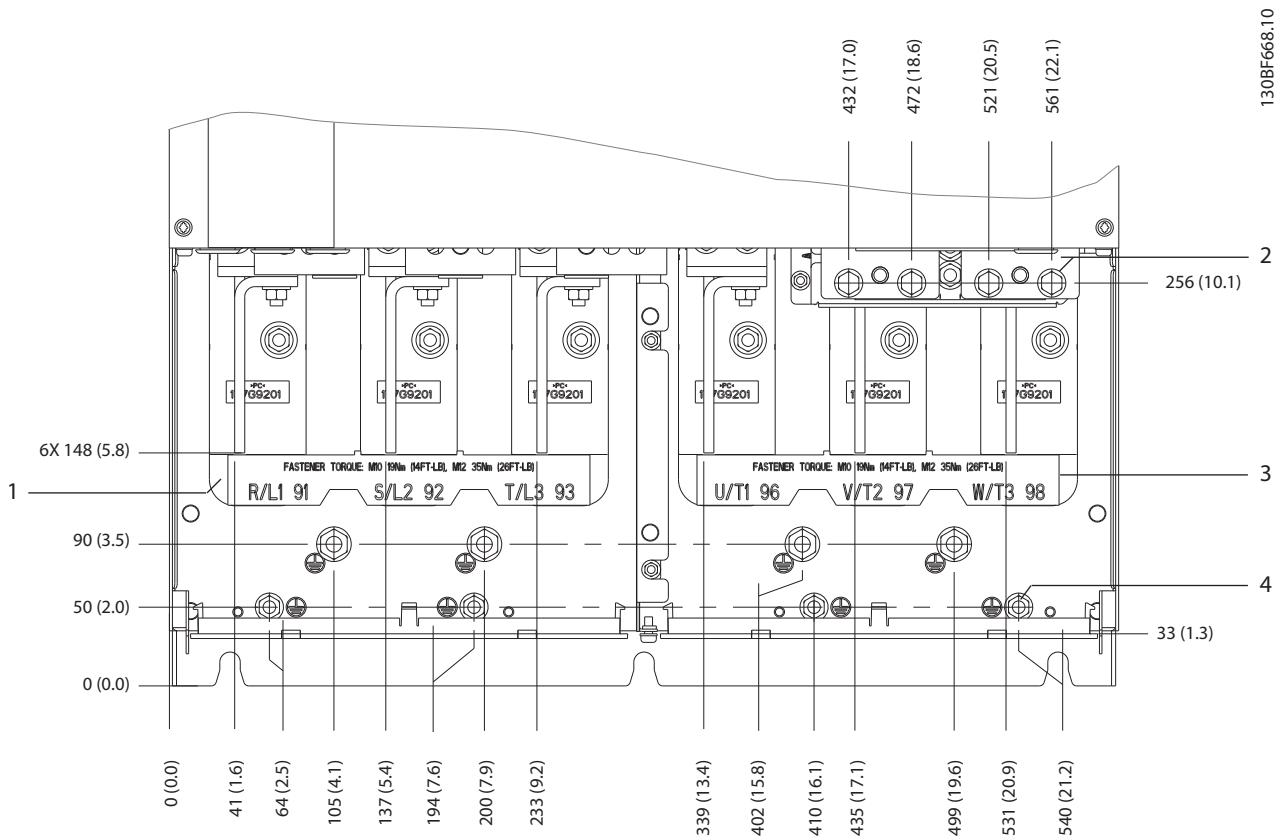 130BF668.10
432 (17.0)
472 (18.6)
521 (20.5)
561 (22.1)
2
256 (10.1)
»PC«
»PC«
»PC«
»PC«
»PC«
»PC«
6X 148 (5.8)
FASTENER TORQUE: M10 19Nm (14FT-LB), M12 35Nm (26FT-LB)
FASTENER TORQUE: M10 19Nm (14FT-LB), M12 35Nm (26FT-LB)
3
1
R/L1 91
S/L2 92
T/L3 93
U/T1 96
V/T2 97
W/T3 98
90 (3.5)
4
50 (2.0)
33 (1.3)
0 (0.0)
0 (0.0)
41 (1.6)
64 (2.5)
105 (4.1)
137 (5.4)
194 (7.6)
200 (7.9)
233 (9.2)
339 (13.4)
402 (15.8)
410 (16.1)
435 (17.1)
499 (19.6)
531 (20.9)
540 (21.2)